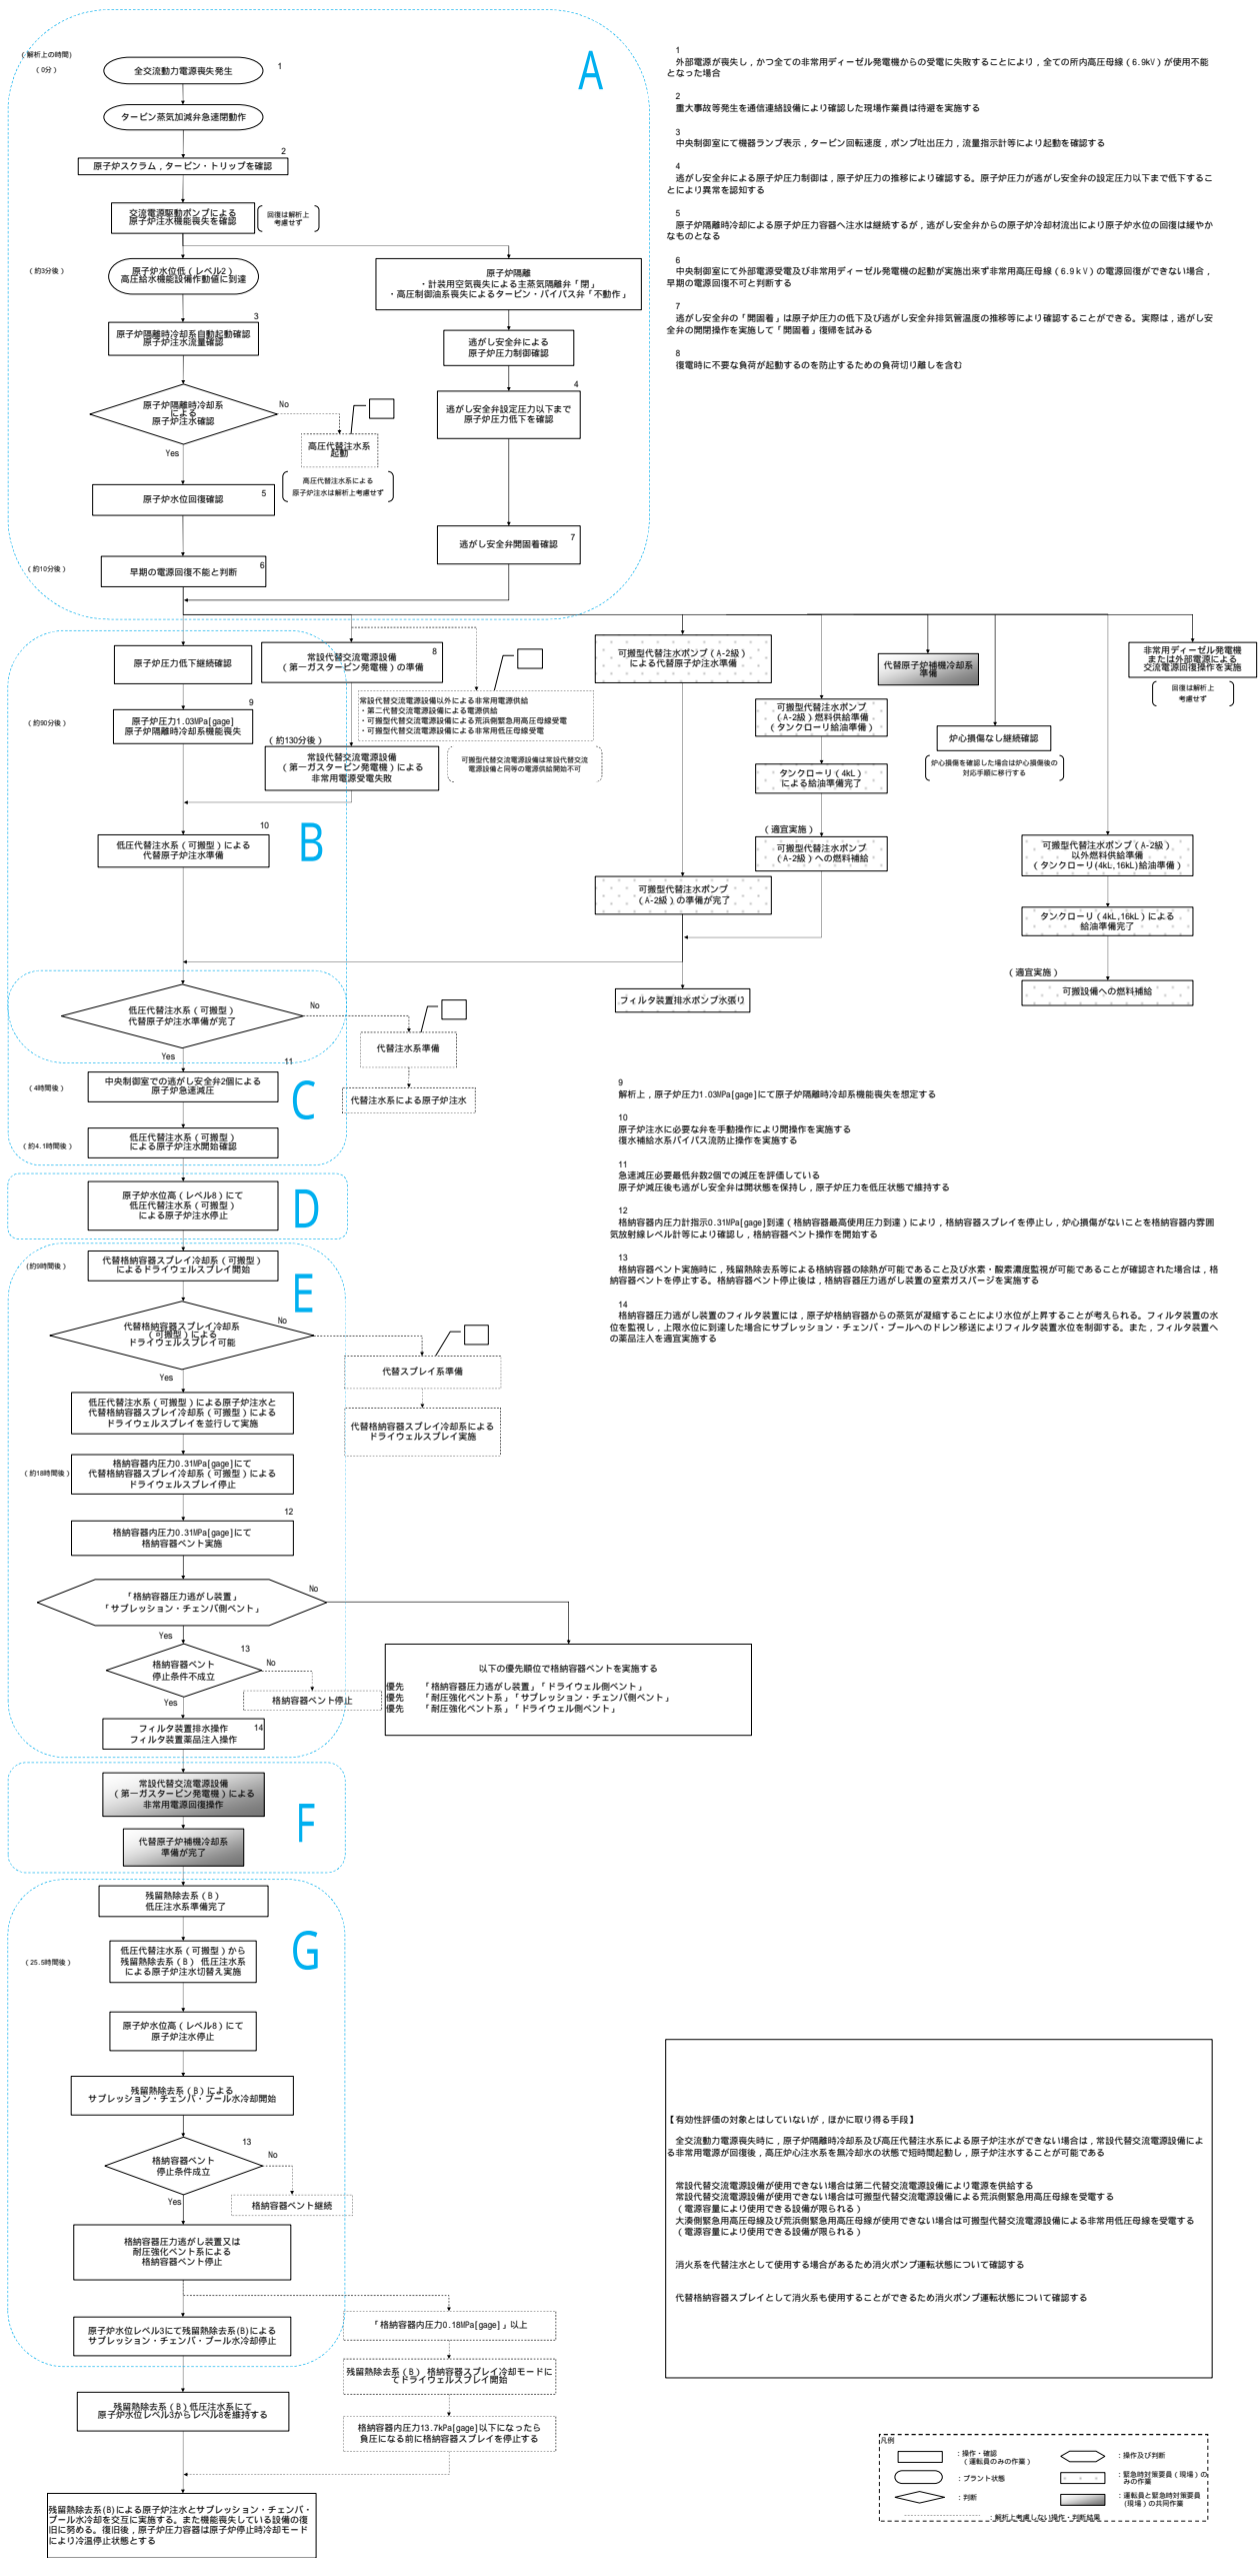 (解析上の時間)
(0分)
全交流動力電源喪失発生
1
タービン蒸気加減弁急速閉動作
2
原子炉スクラム,タービン・トリップを確認
交流電源駆動ポンプによる
原子炉注水機能喪失を確認
回復は解析上
考慮せず
A
(約3分後)
原子炉水位低(レベル2)
高圧給水機能設備作動値に到達
原子炉隔離
・計装用空気喪失による主蒸気隔離弁「閉」
・高圧制御油系喪失によるタービン・バイパス弁「不動作」
3
原子炉隔離時冷却系自動起動確認
原子炉注水流量確認
逃がし安全弁による
原子炉圧力制御確認
原子炉隔離時冷却系
による
原子炉注水確認
No
Yes
高圧代替注水系
起動
高圧代替注水系による
原子炉注水は解析上考慮せず
4
逃がし安全弁設定圧力以下まで
原子炉圧力低下を確認
原子炉水位回復確認
5
逃がし安全弁開固着確認
7
(約10分後)
早期の電源回復不能と判断
6
1
外部電源が喪失し,かつ全ての非常用ディーゼル発電機からの受電に失敗することにより,全ての所内高圧母線(6.9kV)が使用不能
となった場合
2
重大事故等発生を通信連絡設備により確認した現場作業員は待避を実施する
3
中央制御室にて機器ランプ表示,タービン回転速度,ポンプ吐出圧力,流量指示計等により起動を確認する
4
逃がし安全弁による原子炉圧力制御は,原子炉圧力の推移により確認する。原子炉圧力が逃がし安全弁の設定圧力以下まで低下するこ
とにより異常を認知する
5
原子炉隔離時冷却による原子炉圧力容器へ注水は継続するが,逃がし安全弁からの原子炉冷却材流出により原子炉水位の回復は緩やか
なものとなる
6
中央制御室にて外部電源受電及び非常用ディーゼル発電機の起動が実施出来ず非常用高圧母線(6.9kV)の電源回復ができない場合,
早期の電源回復不可と判断する
7
逃がし安全弁の「開固着」は原子炉圧力の低下及び逃がし安全弁排気管温度の推移等により確認することができる。実際は,逃がし安
全弁の開閉操作を実施して「開固着」復帰を試みる
8
復電時に不要な負荷が起動するのを防止するための負荷切り離しを含む
原子炉圧力低下継続確認
8
常設代替交流電源設備
(第一ガスタービン発電機)の準備
可搬型代替注水ポンプ(A-2級)
による代替原子炉注水準備
代替原子炉補機冷却系
準備
非常用ディーゼル発電機
または外部電源による
交流電源回復操作を実施
回復は解析上
考慮せず
常設代替交流電源設備以外による非常用電源供給
・第二代替交流電源設備による電源供給
・可搬型代替交流電源設備による荒浜側緊急用高圧母線受電
・可搬型代替交流電源設備による非常用低圧母線受電
(約90分後)
9
原子炉圧力1.03MPa[gage]
原子炉隔離時冷却系機能喪失
可搬型代替注水ポンプ
(A-2級)燃料供給準備
(タンクローリ給油準備)
炉心損傷なし継続確認
炉心損傷を確認した場合は炉心損傷後の
対応手順に移行する
(約130分後)
常設代替交流電源設備
(第一ガスタービン発電機)による
非常用電源受電失敗
可搬型代替交流電源設備は常設代替交流
電源設備と同等の電源供給開始不可
タンクローリ(4kL)
による給油準備完了
B
10
低圧代替注水系(可搬型)による
代替原子炉注水準備
(適宜実施)
可搬型代替注水ポンプ
(A-2級)への燃料補給
可搬型代替注水ポンプ(A-2級)
以外燃料供給準備
(タンクローリ(4kL,16kL)給油準備)
可搬型代替注水ポンプ
(A-2級)の準備が完了
タンクローリ(4kL,16kL)による
給油準備完了
(適宜実施)
可搬設備への燃料補給
フィルタ装置排水ポンプ水張り
低圧代替注水系(可搬型)
代替原子炉注水準備が完了
No
Yes
代替注水系準備
代替注水系による原子炉注水
11
(4時間後)
中央制御室での逃がし安全弁2個による
原子炉急速減圧
C
(約4.1時間後)
低圧代替注水系(可搬型)
による原子炉注水開始確認
原子炉水位高(レベル8)にて
低圧代替注水系(可搬型)
による原子炉注水停止
D
9
解析上,原子炉圧力1.03MPa[gage]にて原子炉隔離時冷却系機能喪失を想定する
10
原子炉注水に必要な弁を手動操作により開操作を実施する
復水補給水系バイパス流防止操作を実施する
11
急速減圧必要最低弁数2個での減圧を評価している
原子炉減圧後も逃がし安全弁は開状態を保持し,原子炉圧力を低圧状態で維持する
12
格納容器内圧力計指示0.31MPa[gage]到達(格納容器最高使用圧力到達)により,格納容器スプレイを停止し,炉心損傷がないことを格納容器内雰囲
気放射線レベル計等により確認し,格納容器ベント操作を開始する
13
格納容器ベント実施時に,残留熱除去系等による格納容器の除熱が可能であること及び水素・酸素濃度監視が可能であることが確認された場合は,格
納容器ベントを停止する。格納容器ベント停止後は,格納容器圧力逃がし装置の窒素ガスパージを実施する
14
格納容器圧力逃がし装置のフィルタ装置には,原子炉格納容器からの蒸気が凝縮することにより水位が上昇することが考えられる。フィルタ装置の水
位を監視し,上限水位に到達した場合にサプレッション・チェンバ・プールへのドレン移送によりフィルタ装置水位を制御する。また,フィルタ装置へ
の薬品注入を適宜実施する
(約9時間後)
代替格納容器スプレイ冷却系(可搬型)
によるドライウェルスプレイ開始
E
代替格納容器スプレイ冷却系
(可搬型)による
ドライウェルスプレイ可能
No
Yes
代替スプレイ系準備
代替格納容器スプレイ冷却系による
ドライウェルスプレイ実施
低圧代替注水系(可搬型)による原子炉注水と
代替格納容器スプレイ冷却系(可搬型)による
ドライウェルスプレイを並行して実施
(約18時間後)
格納容器内圧力0.31MPa[gage]にて
代替格納容器スプレイ冷却系(可搬型)による
ドライウェルスプレイ停止
12
格納容器内圧力0.31MPa[gage]にて
格納容器ベント実施
「格納容器圧力逃がし装置」
「サプレッション・チェンバ側ベント」
No
Yes
13
格納容器ベント
停止条件不成立
No
Yes
格納容器ベント停止
以下の優先順位で格納容器ベントを実施する
優先 「格納容器圧力逃がし装置」「ドライウェル側ベント」
優先 「耐圧強化ベント系」「サプレッション・チェンバ側ベント」
優先 「耐圧強化ベント系」「ドライウェル側ベント」
フィルタ装置排水操作
フィルタ装置薬品注入操作
14
常設代替交流電源設備
(第一ガスタービン発電機)による
非常用電源回復操作
F
代替原子炉補機冷却系
準備が完了
残留熱除去系(B)
低圧注水系準備完了
G
(25.5時間後)
低圧代替注水系(可搬型)から
残留熱除去系(B) 低圧注水系
による原子炉注水切替え実施
原子炉水位高(レベル8)にて
原子炉注水停止
残留熱除去系(B)による
サプレッション・チェンバ・プール水冷却開始
13
格納容器ベント
停止条件成立
No
Yes
格納容器ベント継続
格納容器圧力逃がし装置又は
耐圧強化ベント系による
格納容器ベント停止
原子炉水位レベル3にて残留熱除去系(B)による
サプレッション・チェンバ・プール水冷却停止
「格納容器内圧力0.18MPa[gage]」以上
残留熱除去系(B) 格納容器スプレイ冷却モードに
てドライウェルスプレイ開始
残留熱除去系(B)低圧注水系にて
原子炉水位レベル3からレベル8を維持する
格納容器内圧力13.7kPa[gage]以下になったら
負圧になる前に格納容器スプレイを停止する
残留熱除去系(B)による原子炉注水とサプレッション・チェンバ・
プール水冷却を交互に実施する。また機能喪失している設備の復
旧に努める。復旧後,原子炉圧力容器は原子炉停止時冷却モード
により冷温停止状態とする
【有効性評価の対象とはしていないが,ほかに取り得る手段】
全交流動力電源喪失時に,原子炉隔離時冷却系及び高圧代替注水系による原子炉注水ができない場合は,常設代替交流電源設備によ
る非常用電源が回復後,高圧炉心注水系を無冷却水の状態で短時間起動し,原子炉注水することが可能である
常設代替交流電源設備が使用できない場合は第二代替交流電源設備により電源を供給する
常設代替交流電源設備が使用できない場合は可搬型代替交流電源設備による荒浜側緊急用高圧母線を受電する
(電源容量により使用できる設備が限られる)
大湊側緊急用高圧母線及び荒浜側緊急用高圧母線が使用できない場合は可搬型代替交流電源設備による非常用低圧母線を受電する
(電源容量により使用できる設備が限られる)
消火系を代替注水として使用する場合があるため消火ポンプ運転状態について確認する
代替格納容器スプレイとして消火系も使用することができるため消火ポンプ運転状態について確認する
凡例
:操作・確認
(運転員のみの作業)
:操作及び判断
:プラント状態
:緊急時対策要員(現場)の
みの作業
:判断
:運転員と緊急時対策要員
(現場)の共同作業
:解析上考慮しない操作・判断結果